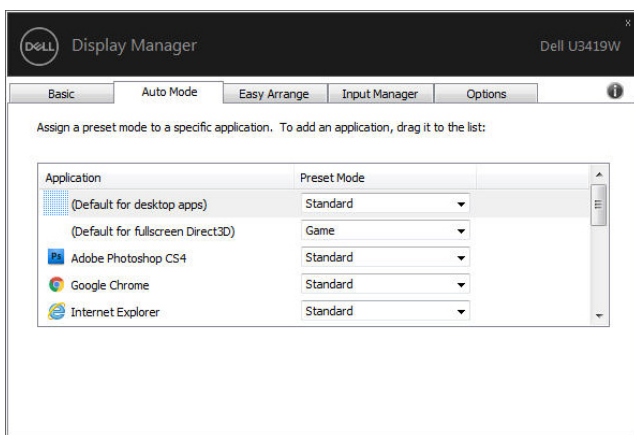 DELL Display Manager Dell U3419W
x
Basic Auto Mode Easy Arrange Input Manager Options i
Assign a preset mode to a specific application. To add an application, drag it to the list:
Application Preset Mode
(Default for desktop apps) Standard
(Default for fullscreen Direct3D) Game
Ps Adobe Photoshop CS4 Standard
Google Chrome Standard
Internet Explorer Standard